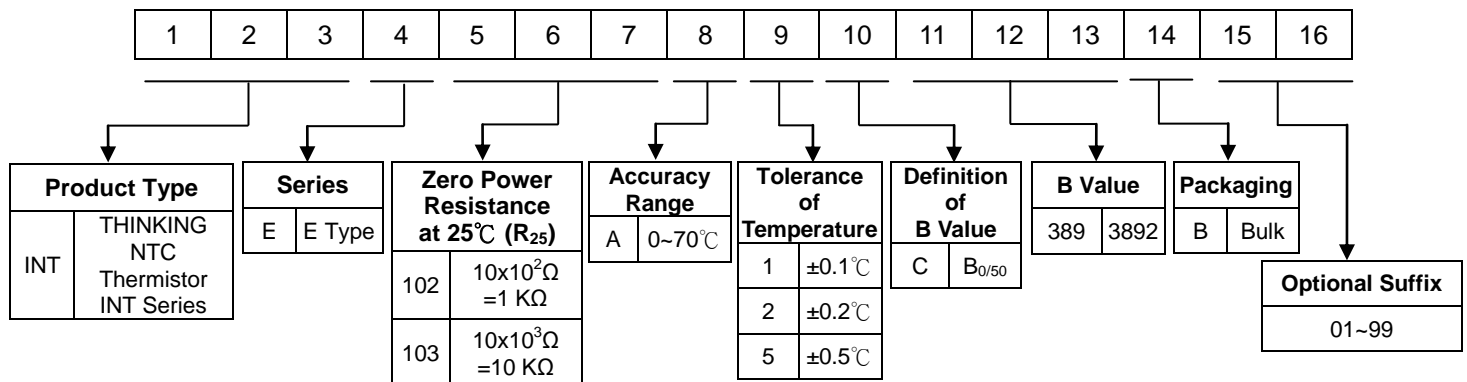 1 2 3 4 5 6 7 8 9 10 11 12 13 14 15 16
Product Type
INT
THINKING
NTC
Thermistor
INT Series
Series
E E Type
Zero Power
Resistance
at 25℃ (R₂₅)
102
10x10²Ω
=1 KΩ
103
10x10³Ω
=10 KΩ
Accuracy
Range
A 0~70℃
Tolerance
of
Temperature
1 ±0.1℃
2 ±0.2℃
5 ±0.5℃
Definition
of
B Value
C B₀/₅₀
B Value
389 3892
Packaging
B Bulk
Optional Suffix
01~99